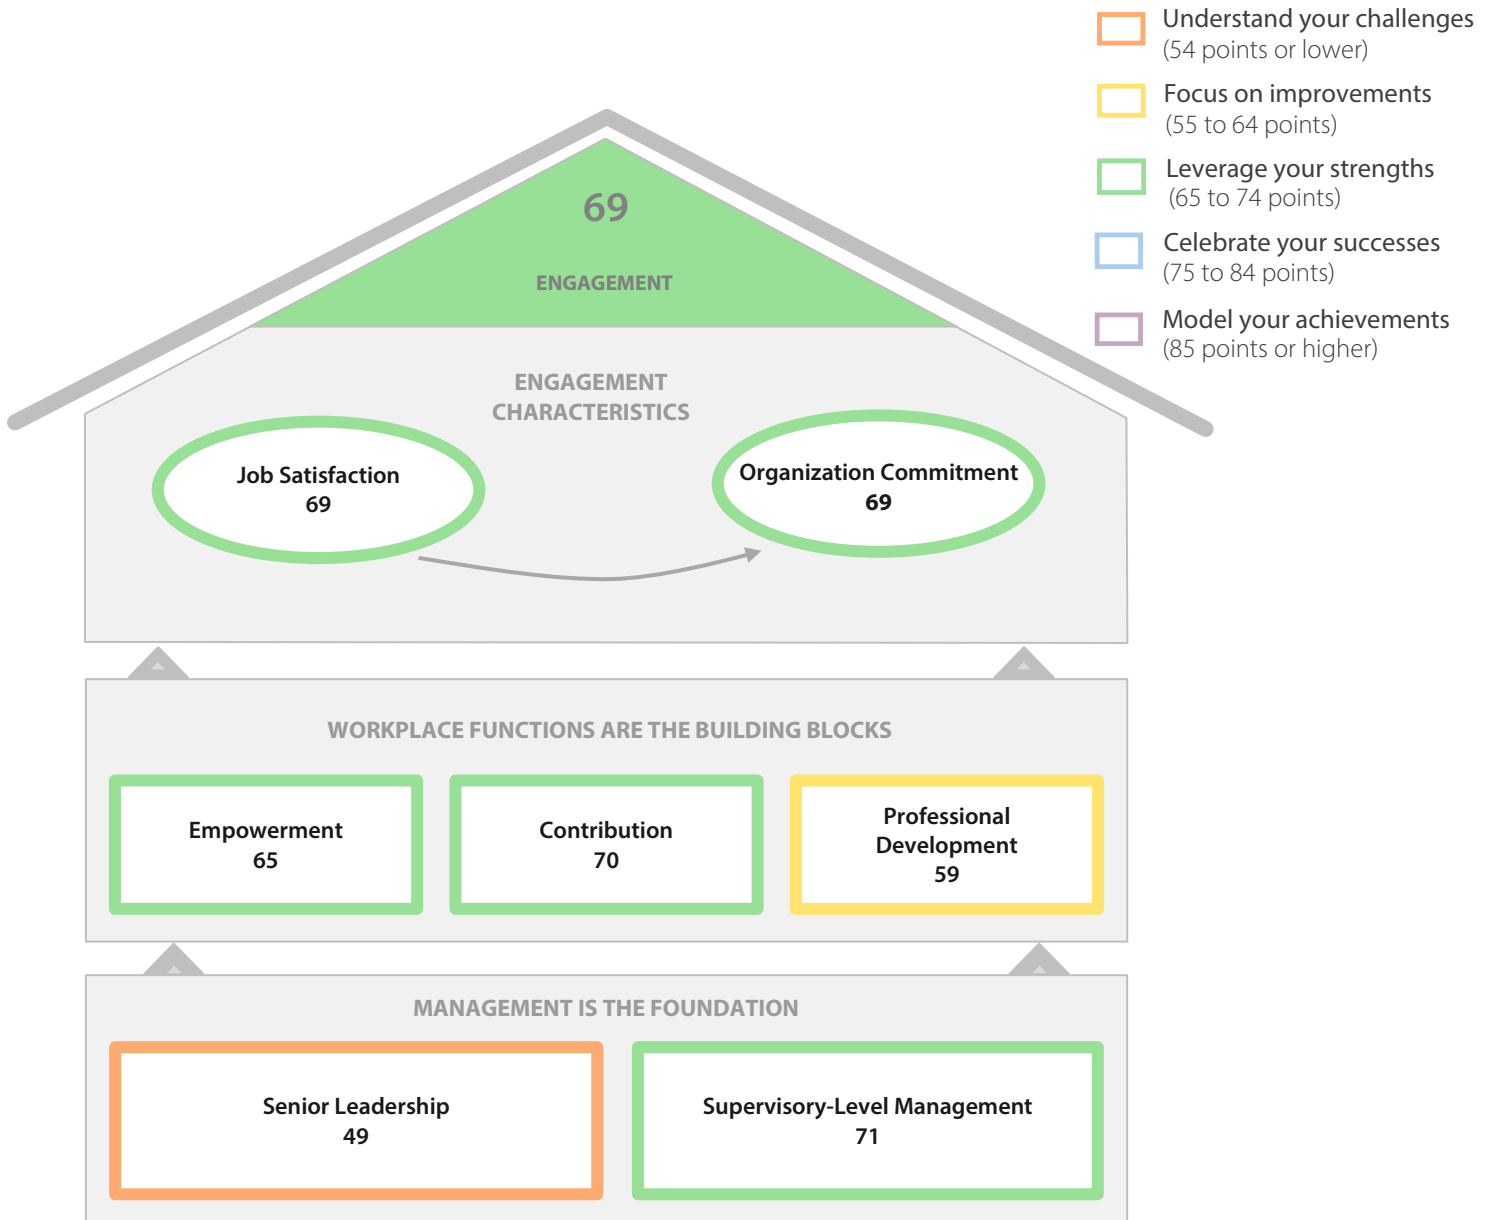 Understand your challenges
(54 points or lower)
Focus on improvements
(55 to 64 points)
Leverage your strengths
(65 to 74 points)
Celebrate your successes
(75 to 84 points)
Model your achievements
(85 points or higher)
69
ENGAGEMENT
ENGAGEMENT
CHARACTERISTICS
Job Satisfaction
69
Organization Commitment
69
WORKPLACE FUNCTIONS ARE THE BUILDING BLOCKS
Empowerment
65
Contribution
70
Professional
Development
59
MANAGEMENT IS THE FOUNDATION
Senior Leadership
49
Supervisory-Level Management
71